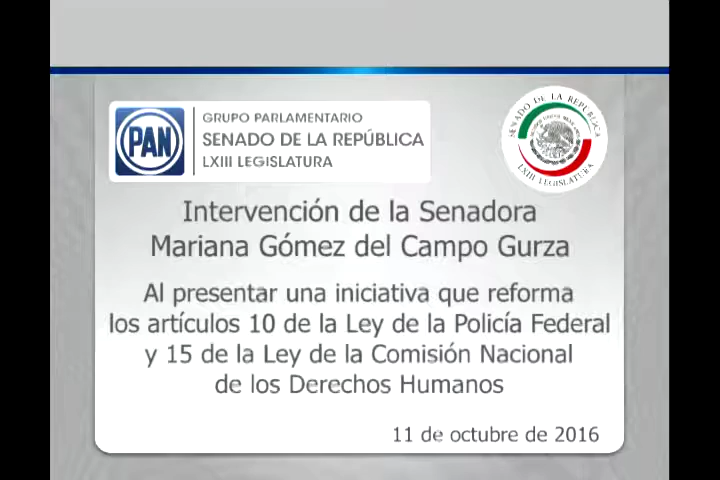 PAN
GRUPO PARLAMENTARIO
SENADO DE LA REPÚBLICA
LXIII LEGISLATURA
SENADO DE LA REPÚBLICA
LXIII LEGISLATURA
Intervención de la Senadora
Mariana Gómez del Campo Gurza
Al presentar una iniciativa que reforma
los artículos 10 de la Ley de la Policía Federal
y 15 de la Ley de la Comisión Nacional
de los Derechos Humanos
11 de octubre de 2016